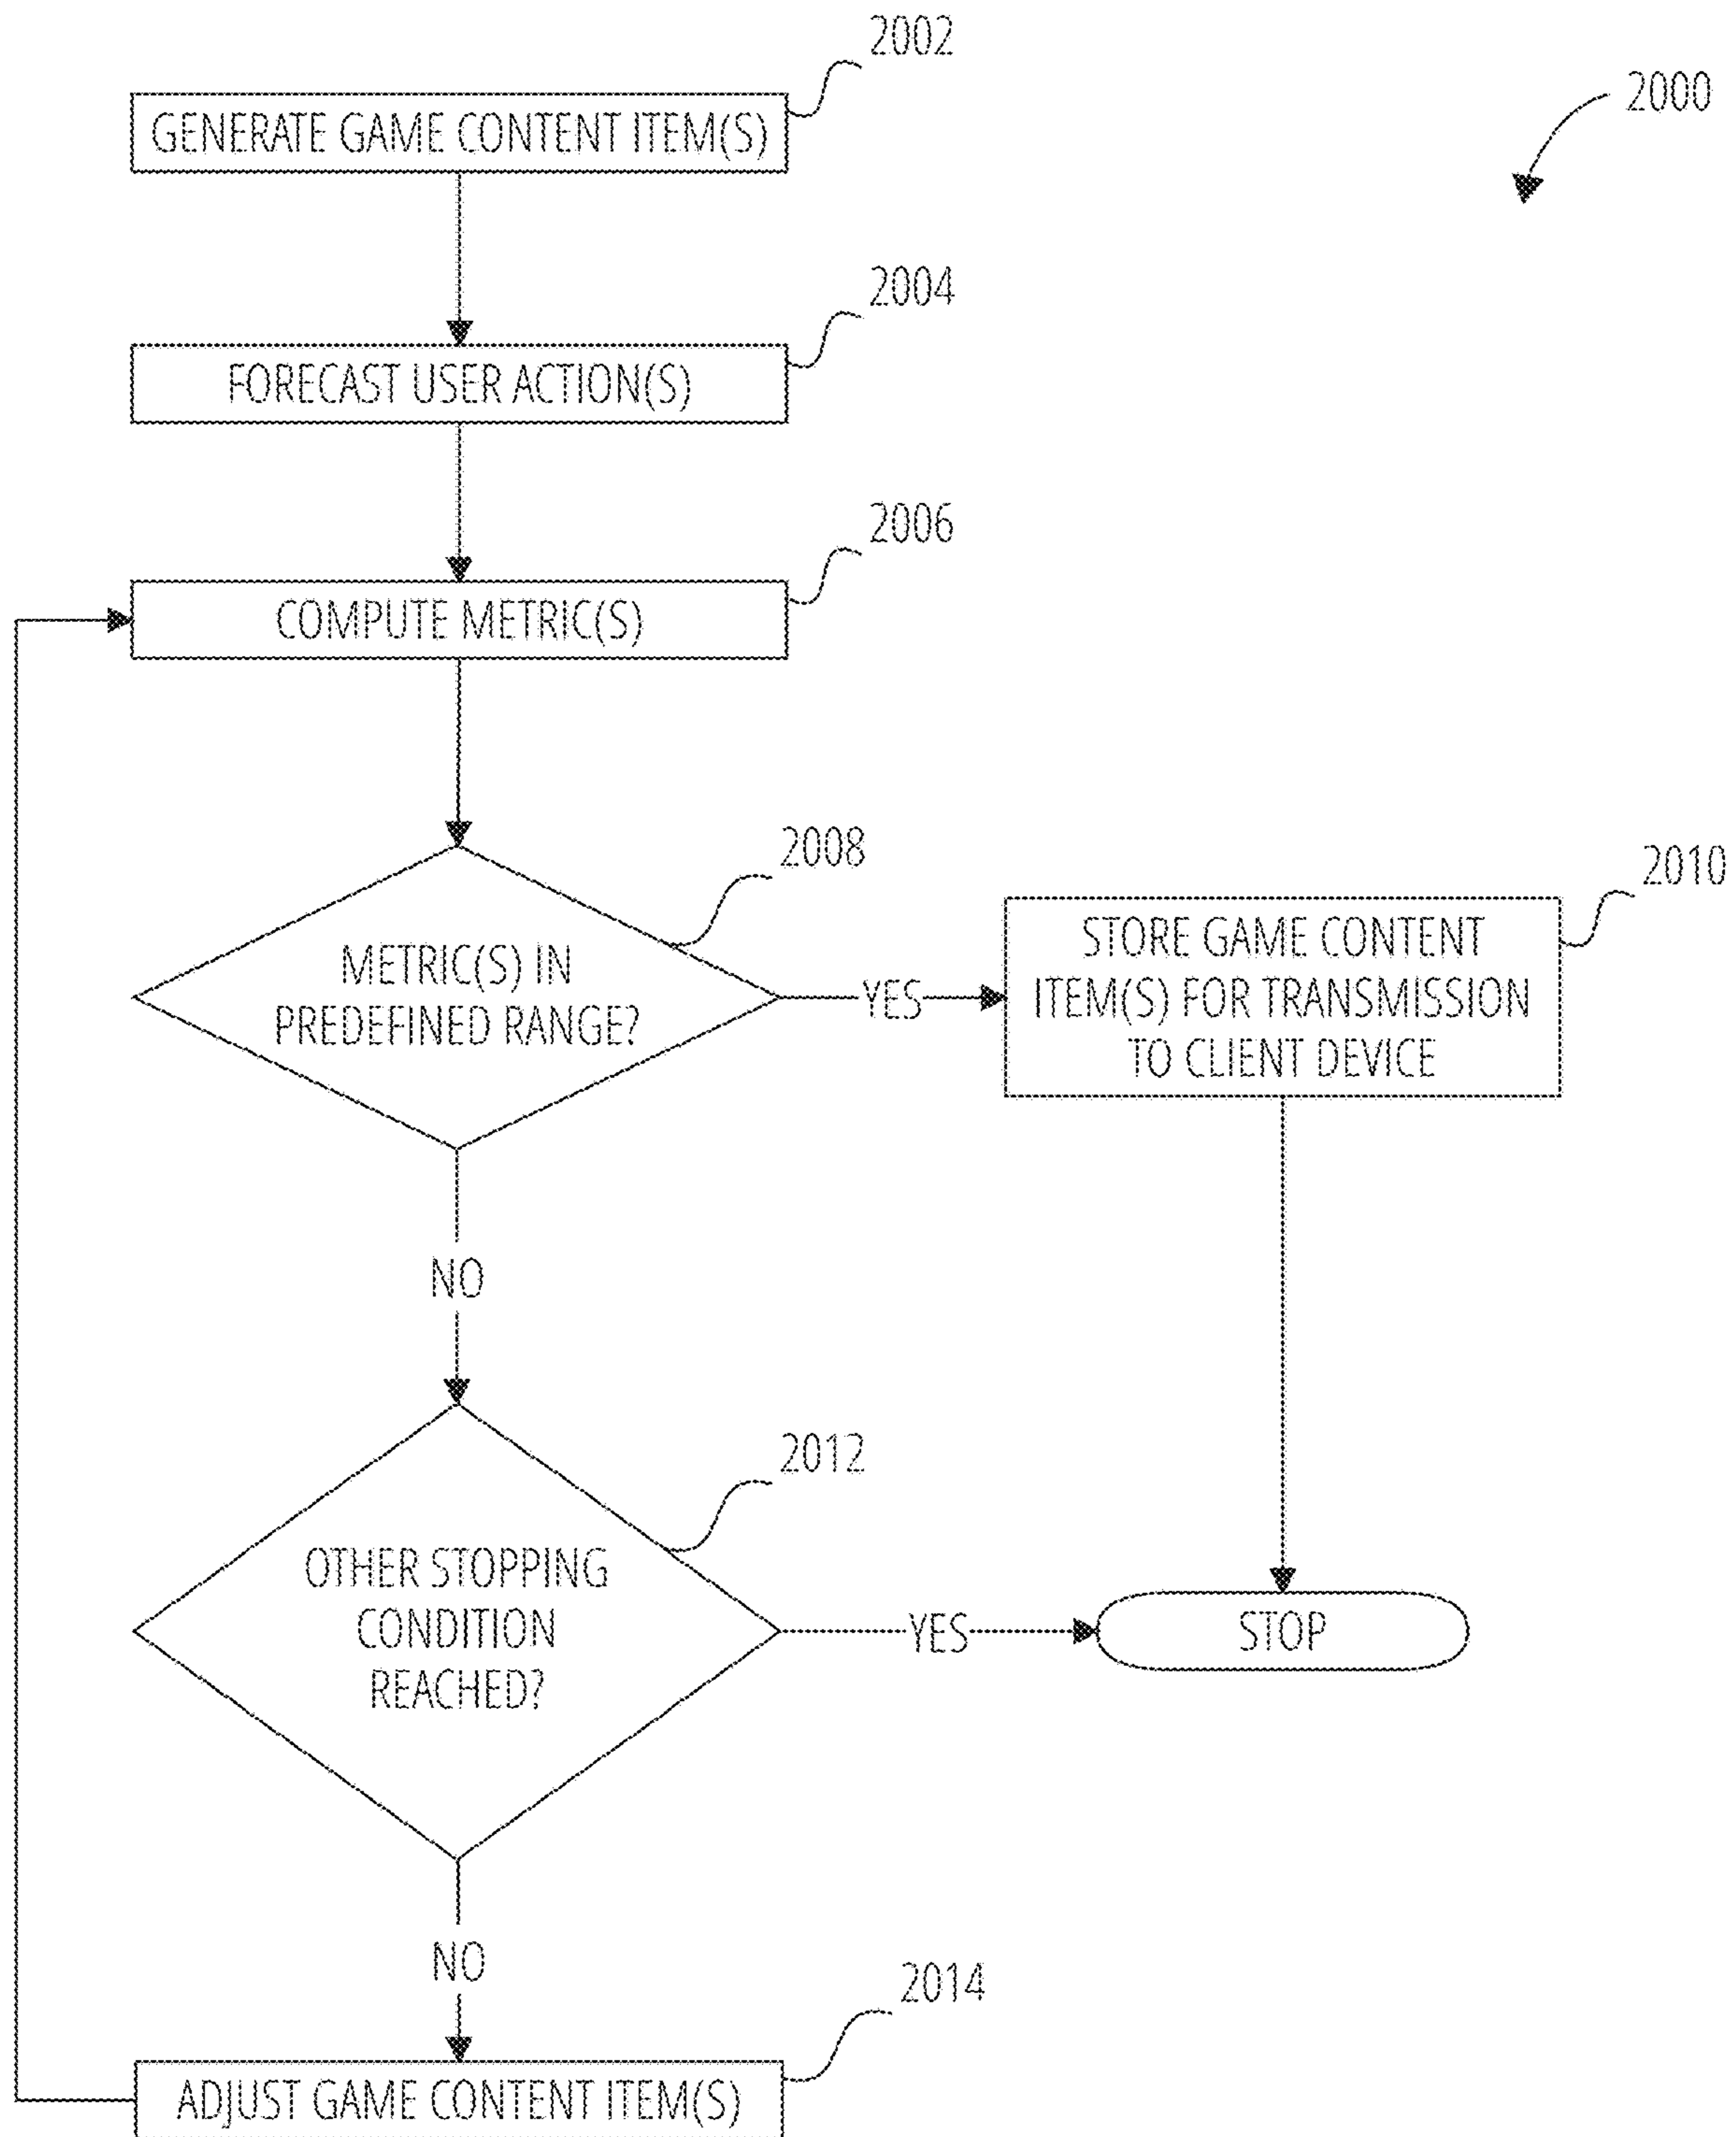 2002
2000
GENERATE GAME CONTENT ITEM(S)
2004
FORECAST USER ACTION(S)
2006
COMPUTE METRIC(S)
2008
2010
METRIC(S) IN
PREDEFINED RANGE?
YES
STORE GAME CONTENT
ITEM(S) FOR TRANSMISSION
TO CLIENT DEVICE
NO
2012
OTHER STOPPING
CONDITION
REACHED?
YES
STOP
NO
2014
ADJUST GAME CONTENT ITEM(S)